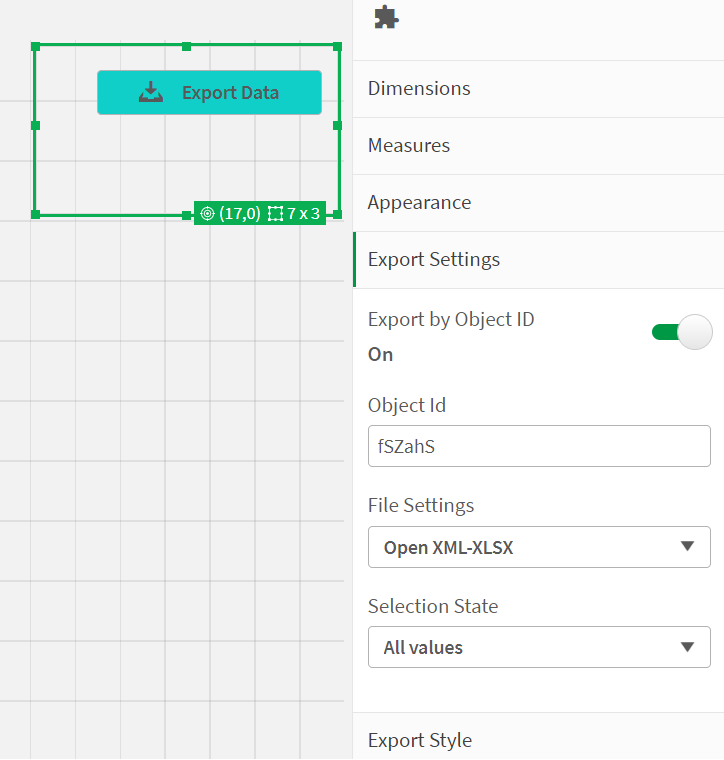 Export Data
(17,0) 7 x 3
Dimensions
Measures
Appearance
Export Settings
Export by Object ID
On
Object Id
fSZahS
File Settings
Open XML-XLSX
Selection State
All values
Export Style